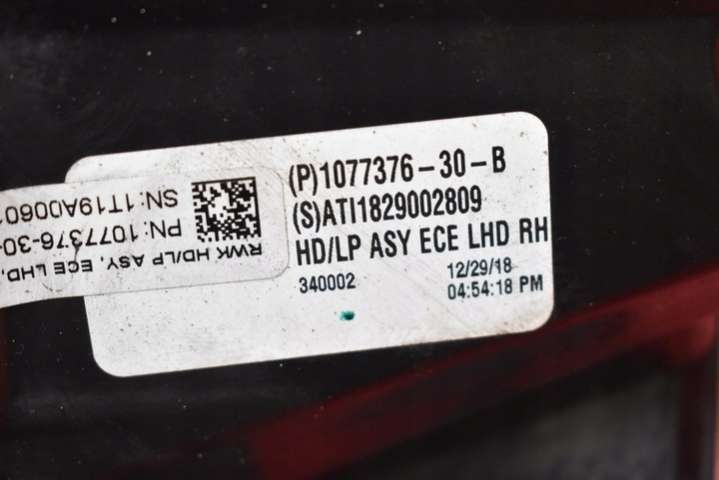 (P)1077376-30-B
(S)ATI1829002809
HD/LP ASY ECE LHD RH
340002 12/29/18
04:54:18 PM
RWK HD/LP ASY, ECE LHD,
PN:1077376-30-
SN:1T19A00601